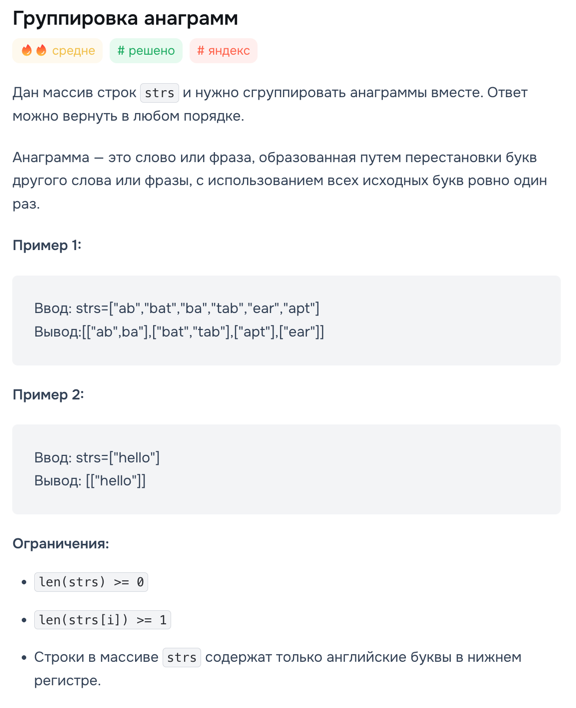 Группировка анаграмм
🔥🔥 средне # решено # яндекс
Дан массив строк strs и нужно сгруппировать анаграммы вместе. Ответ
можно вернуть в любом порядке.
Анаграмма — это слово или фраза, образованная путем перестановки букв
другого слова или фразы, с использованием всех исходных букв ровно один
раз.
Пример 1:
Ввод: strs=["ab","bat","ba","tab","ear","apt"]
Вывод:[["ab",ba"],["bat","tab"],["apt"],["ear"]]
Пример 2:
Ввод: strs=["hello"]
Вывод: [["hello"]]
Ограничения:
• len(strs) >= 0
• len(strs[i]) >= 1
• Строки в массиве strs содержат только английские буквы в нижнем
регистре.